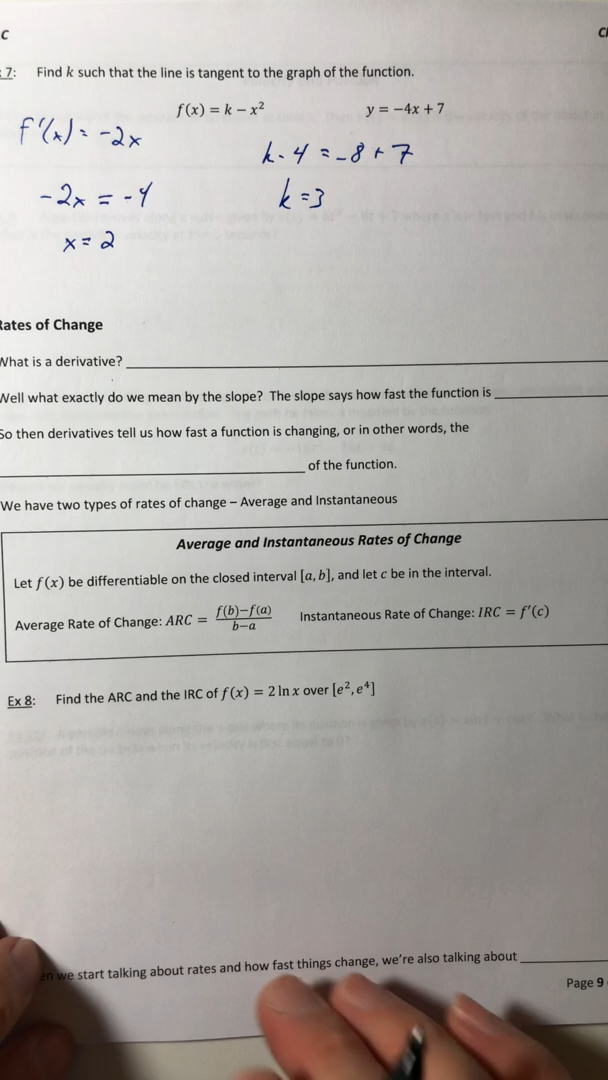 C
7: Find k such that the line is tangent to the graph of the function.
f(x) = k − x² y = −4x + 7
f'(x) = -2x
k - 4 = -8 + 7
-2x = -4
k = 3
x = 2
Rates of Change
What is a derivative?
Well what exactly do we mean by the slope? The slope says how fast the function is
So then derivatives tell us how fast a function is changing, or in other words, the
of the function.
We have two types of rates of change – Average and Instantaneous
Average and Instantaneous Rates of Change
Let f(x) be differentiable on the closed interval [a, b], and let c be in the interval.
Average Rate of Change: ARC = f(b)−f(a) / b−a Instantaneous Rate of Change: IRC = f'(c)
Ex 8: Find the ARC and the IRC of f(x) = 2 ln x over [e², e⁴]
en we start talking about rates and how fast things change, we're also talking about
Page 9